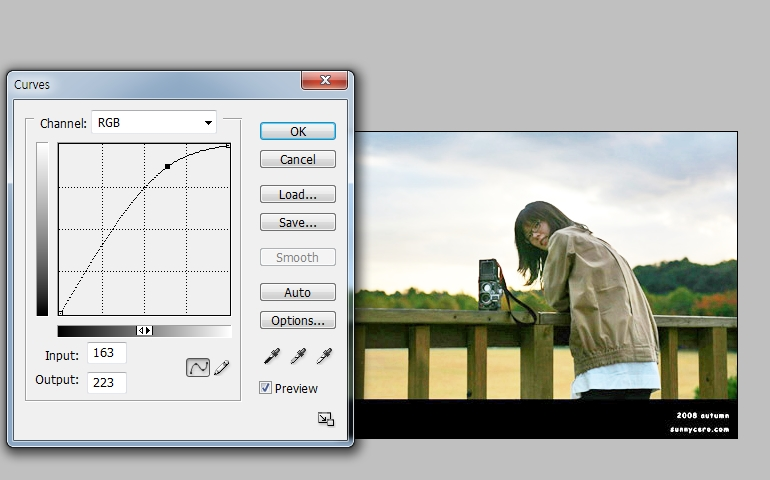 Curves
Channel: RGB
OK
Cancel
Load...
Save...
Smooth
Auto
Options...
Input: 163
Output: 223
Preview
2008 autumn
sunnycero.com